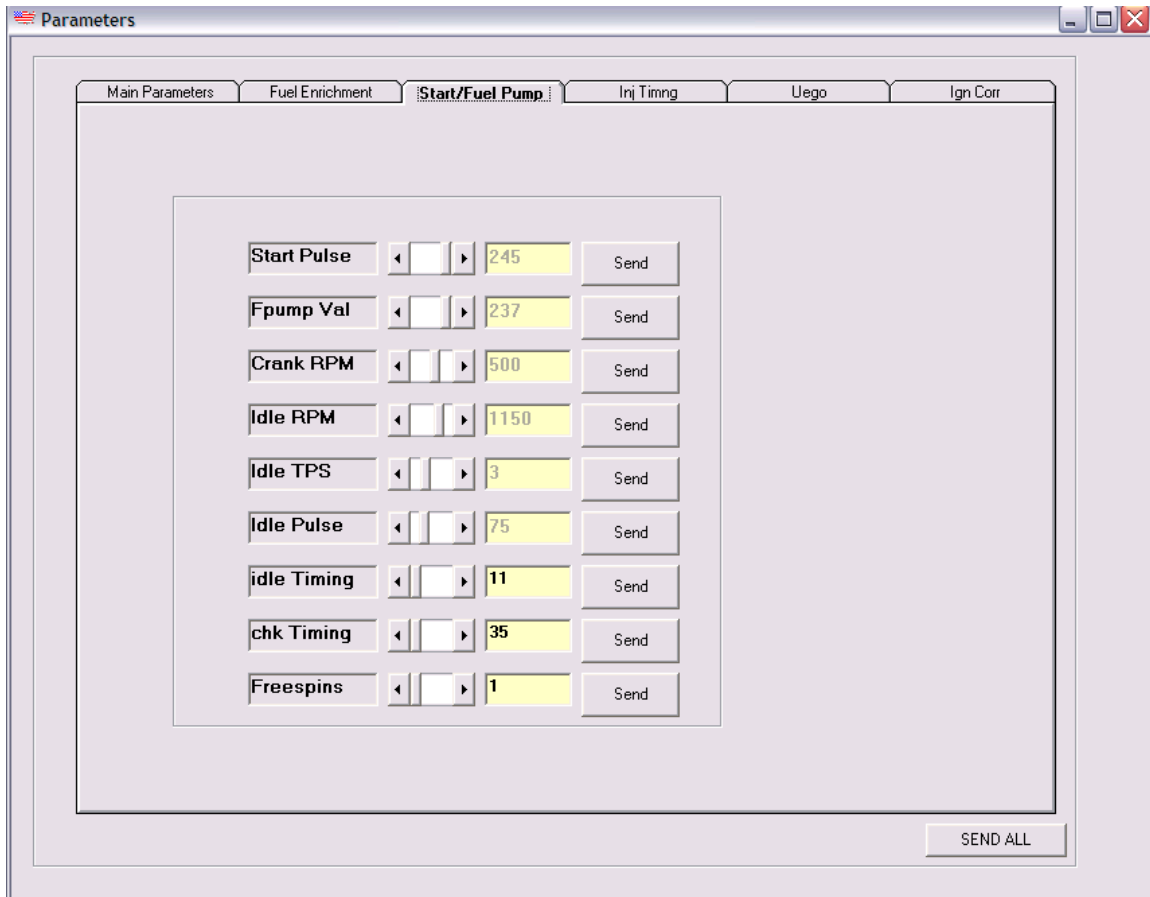 Parameters
Main Parameters Fuel Enrichment Start/Fuel Pump Inj Timng Uego Ign Corr
Start Pulse 245 Send
Fpump Val 237 Send
Crank RPM 500 Send
Idle RPM 1150 Send
Idle TPS 3 Send
Idle Pulse 75 Send
idle Timing 11 Send
chk Timing 35 Send
Freespins 1 Send
SEND ALL